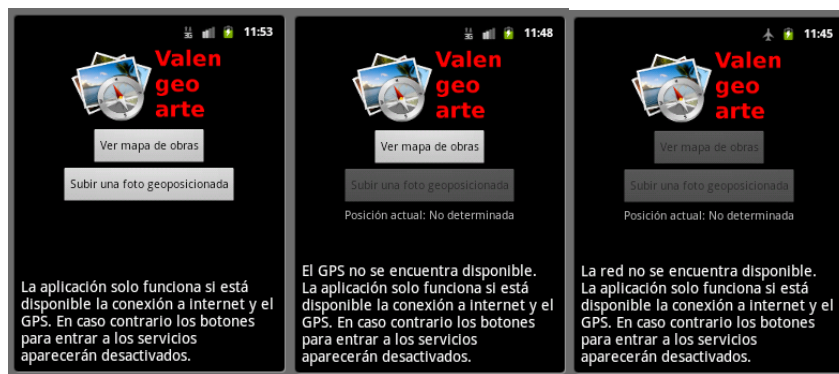 3G 11:53
Valen
geo
arte
Ver mapa de obras
Subir una foto geoposicionada
La aplicación solo funciona si está
disponible la conexión a internet y el
GPS. En caso contrario los botones
para entrar a los servicios
aparecerán desactivados.
3G 11:48
Valen
geo
arte
Ver mapa de obras
Subir una foto geoposicionada
Posición actual: No determinada
El GPS no se encuentra disponible.
La aplicación solo funciona si está
disponible la conexión a internet y el
GPS. En caso contrario los botones
para entrar a los servicios
aparecerán desactivados.
11:45
Valen
geo
arte
Ver mapa de obras
Subir una foto geoposicionada
Posición actual: No determinada
La red no se encuentra disponible.
La aplicación solo funciona si está
disponible la conexión a internet y el
GPS. En caso contrario los botones
para entrar a los servicios
aparecerán desactivados.